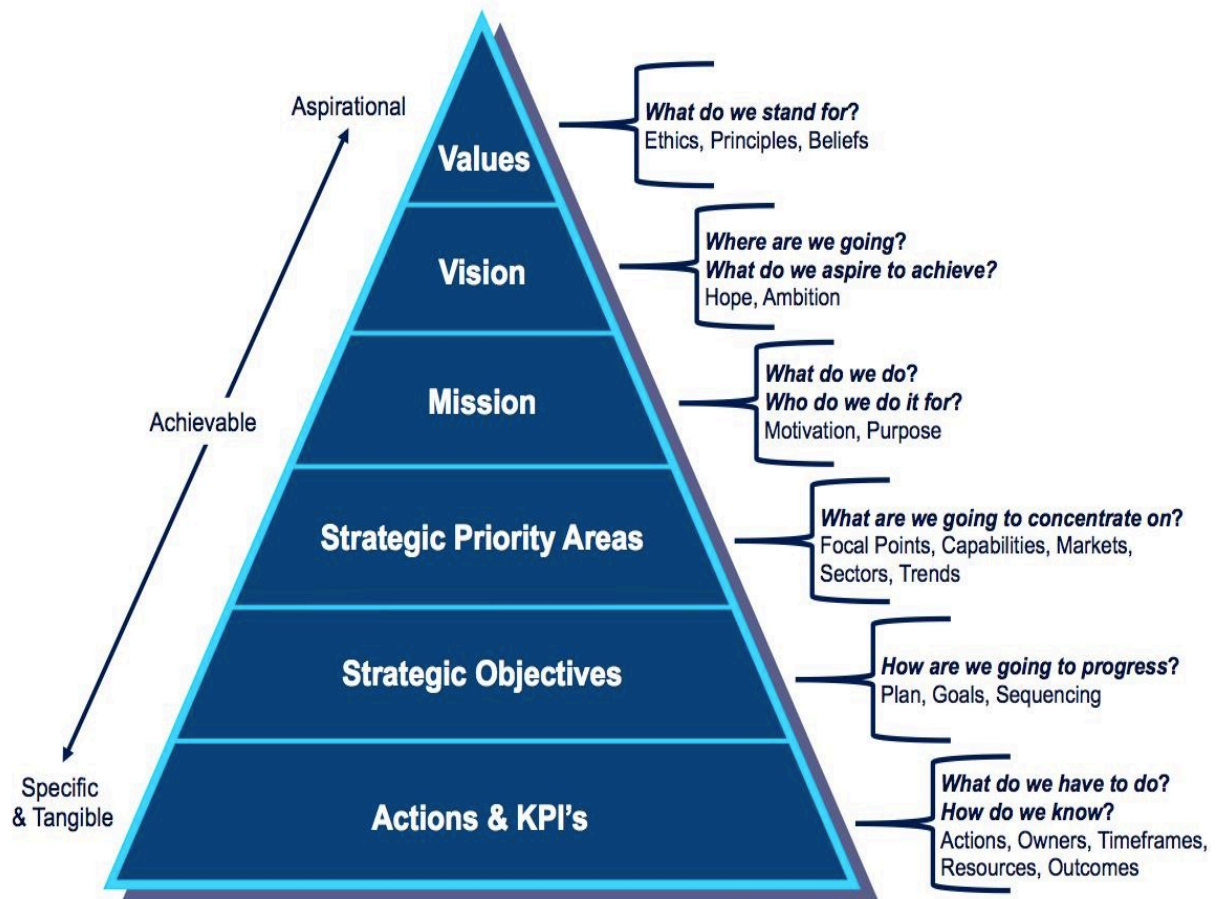 Aspirational
What do we stand for?
Ethics, Principles, Beliefs
Values
Where are we going?
What do we aspire to achieve?
Hope, Ambition
Vision
What do we do?
Who do we do it for?
Motivation, Purpose
Mission
Achievable
What are we going to concentrate on?
Focal Points, Capabilities, Markets,
Sectors, Trends
Strategic Priority Areas
How are we going to progress?
Plan, Goals, Sequencing
Strategic Objectives
Specific
& Tangible
What do we have to do?
How do we know?
Actions, Owners, Timeframes,
Resources, Outcomes
Actions & KPI's